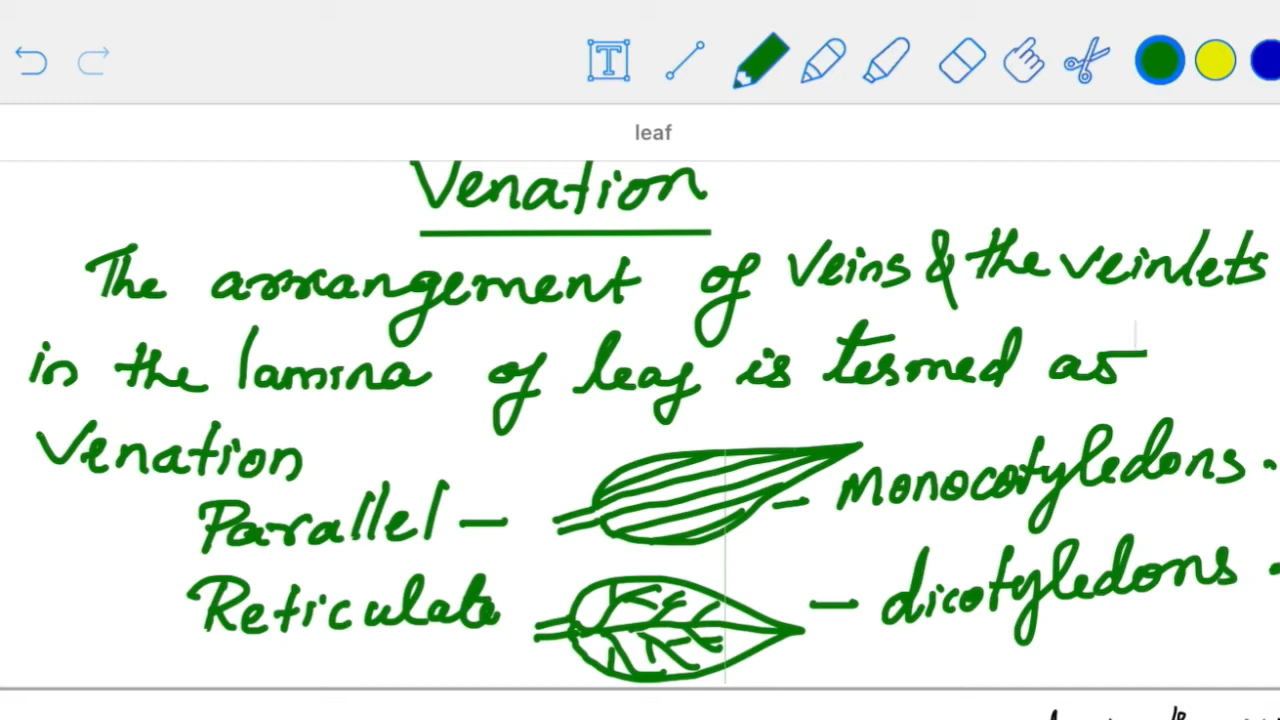 T
leaf
Venation
The arrangement of veins & the veinlets
in the lamina of leaf is termed as
Venation
Parallel — — Monocotyledons.
Reticulate — dicotyledons.